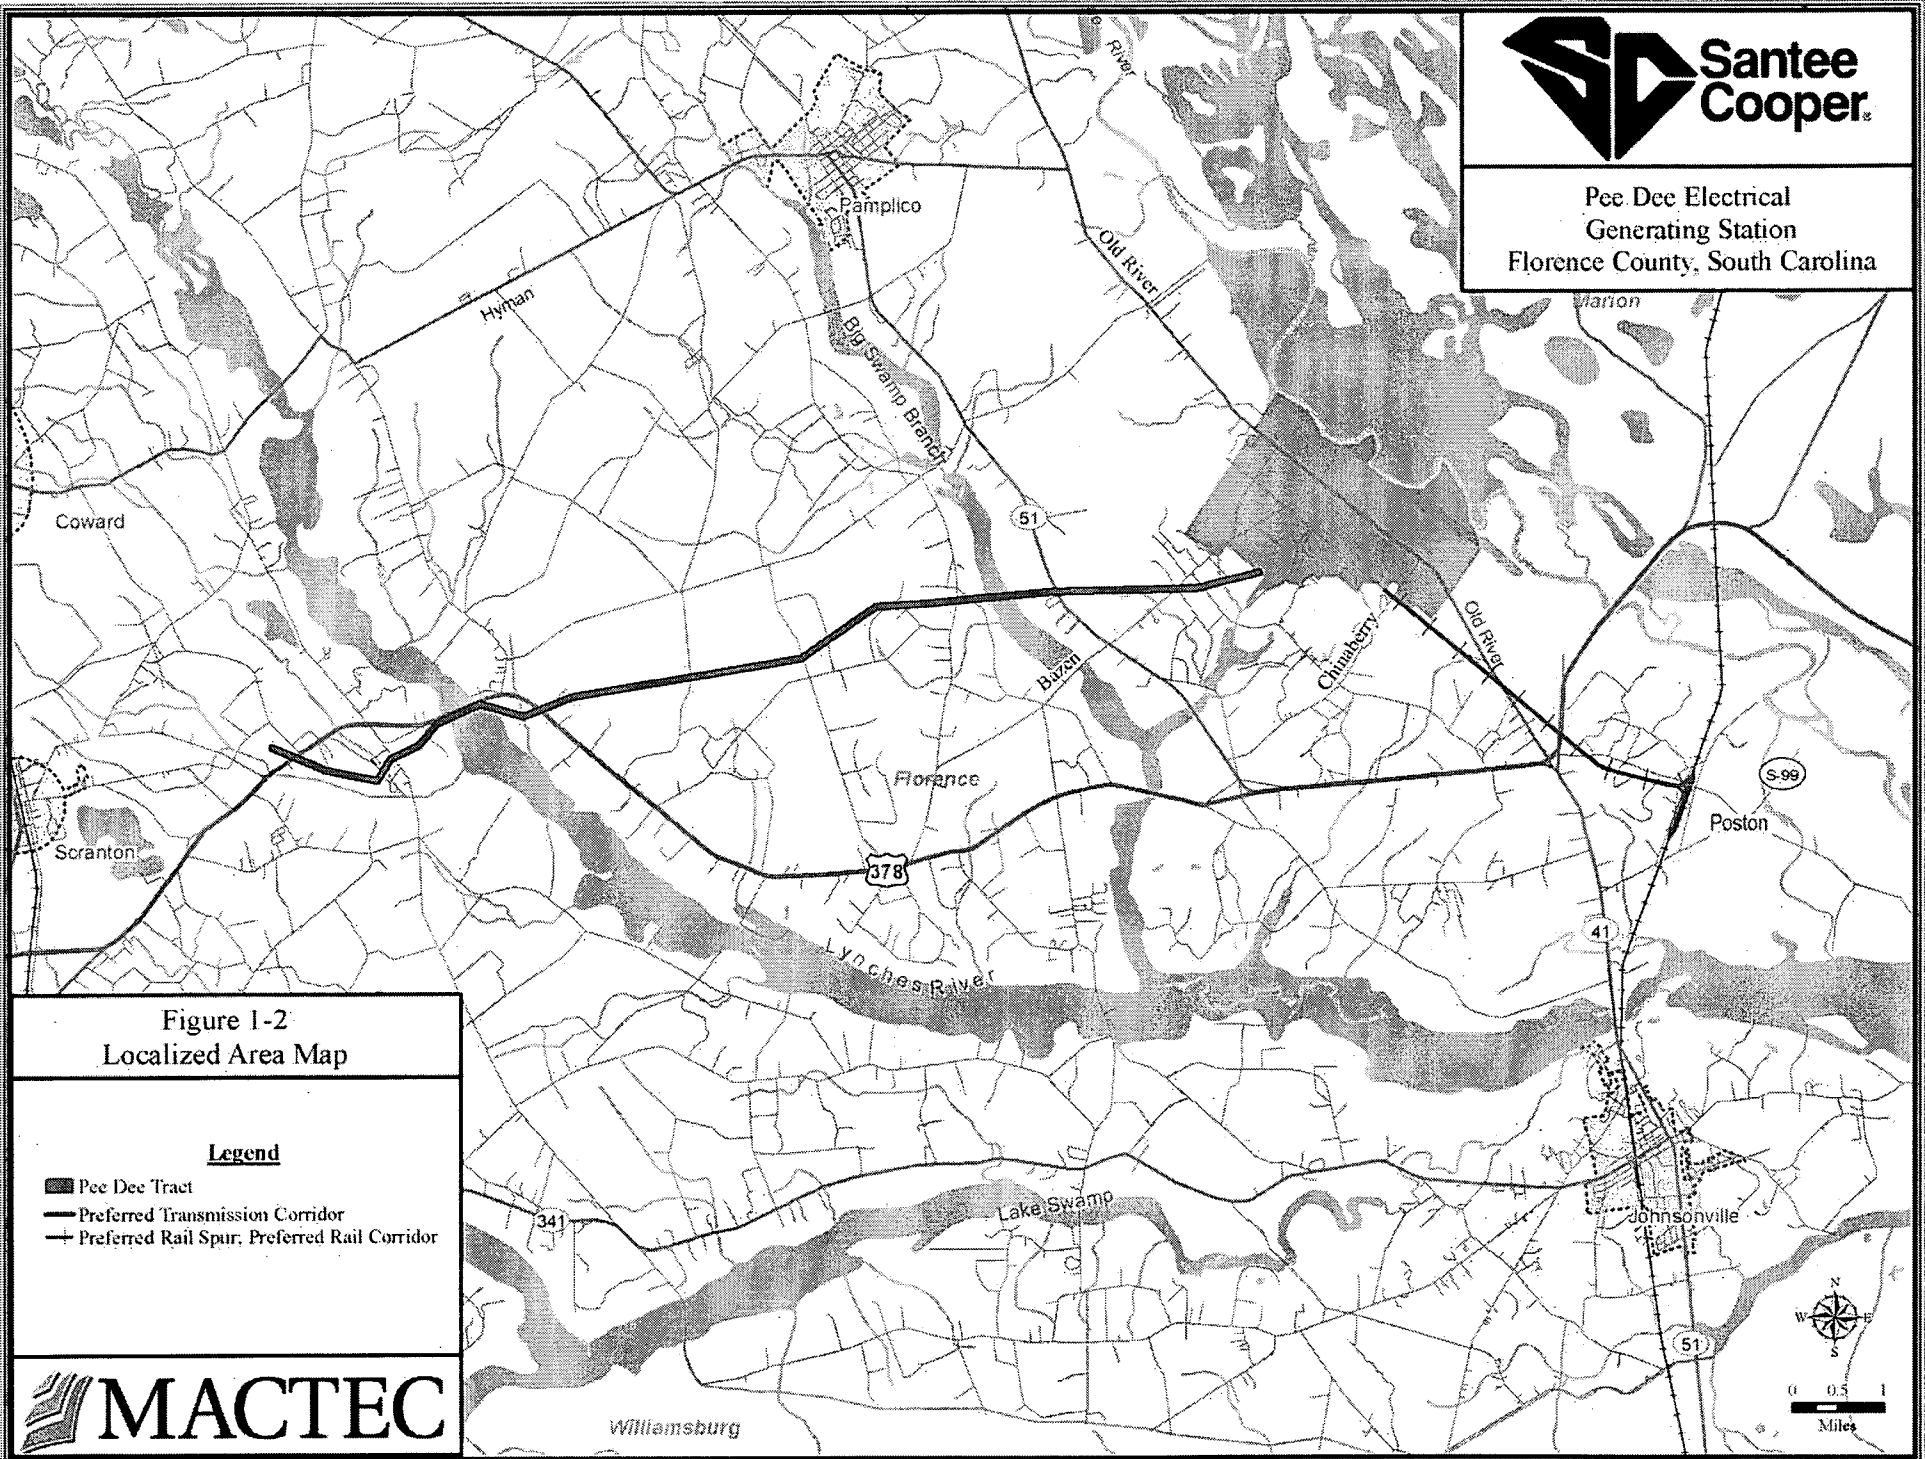 River
Santee
Cooper®
Pee Dee Electrical
Generating Station
Florence County, South Carolina
Marion
Pamplico
Old River
Hyman
Big Swamp Branch
51
Coward
Old River
Chinaberry
Bazen
Florence
S-99
Poston
Scranton
378
41
Lynches River
Figure 1-2
Localized Area Map
Legend
Pee Dee Tract
Preferred Transmission Corridor
Preferred Rail Spur, Preferred Rail Corridor
341
Lake Swamp
Johnsonville
51
N
W E
S
0 0.5 1
Miles
MACTEC
Williamsburg